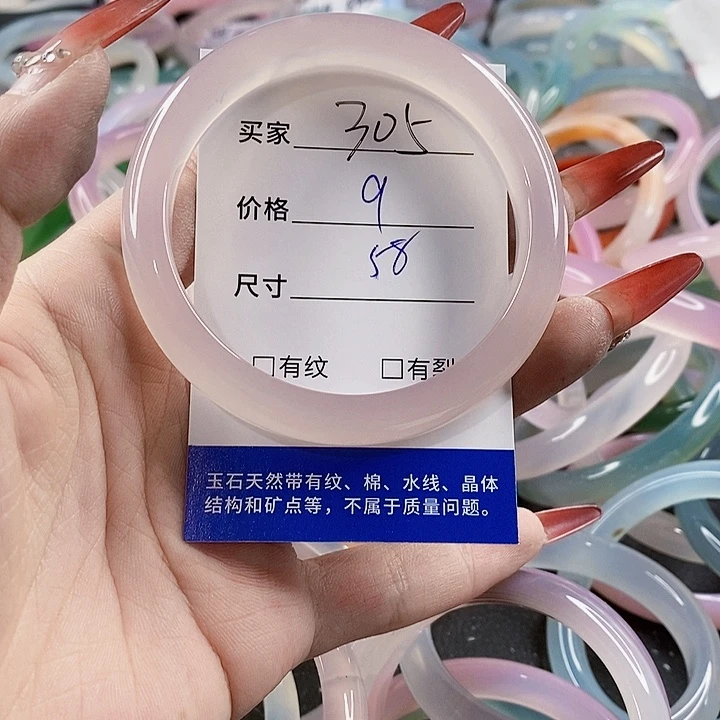 买家 305
价格 9
58
尺寸
□有纹 □有裂
玉石天然带有纹、棉、水线、晶体
结构和矿点等，不属于质量问题。